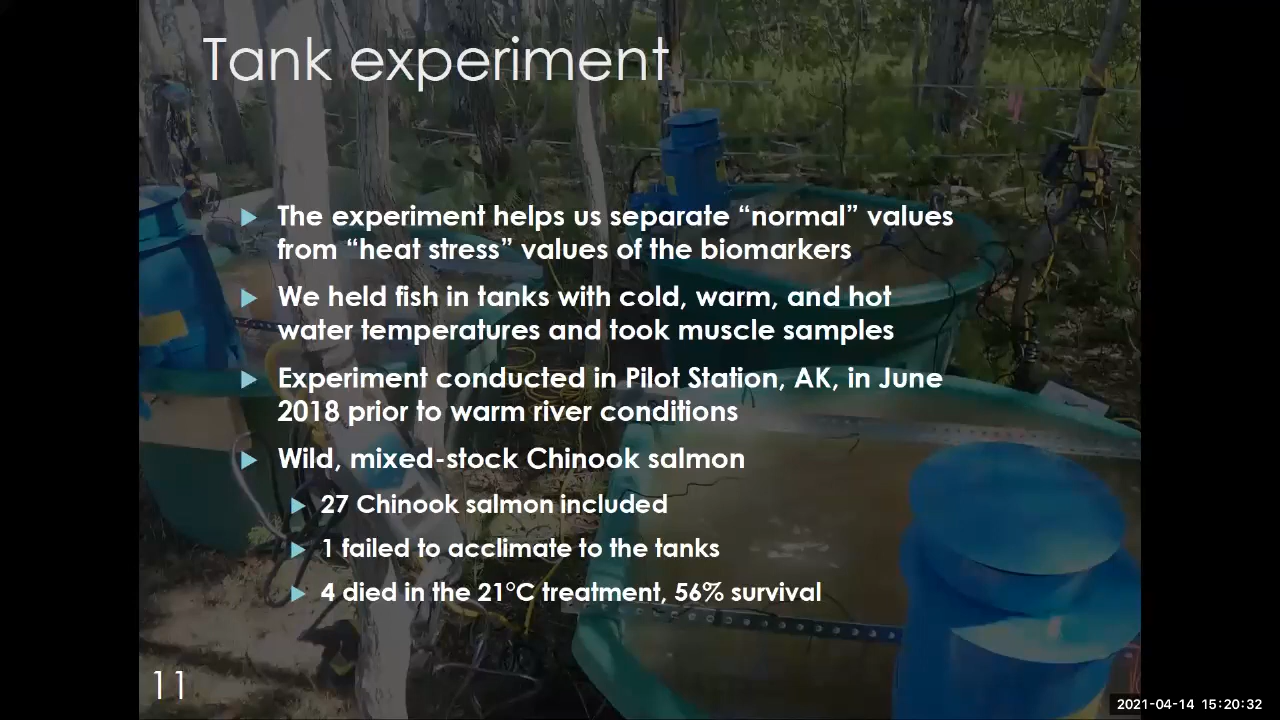 Tank experiment
The experiment helps us separate “normal” values
from “heat stress” values of the biomarkers
We held fish in tanks with cold, warm, and hot
water temperatures and took muscle samples
Experiment conducted in Pilot Station, AK, in June
2018 prior to warm river conditions
Wild, mixed-stock Chinook salmon
27 Chinook salmon included
1 failed to acclimate to the tanks
4 died in the 21°C treatment, 56% survival
11
2021-04-14 15:20:32